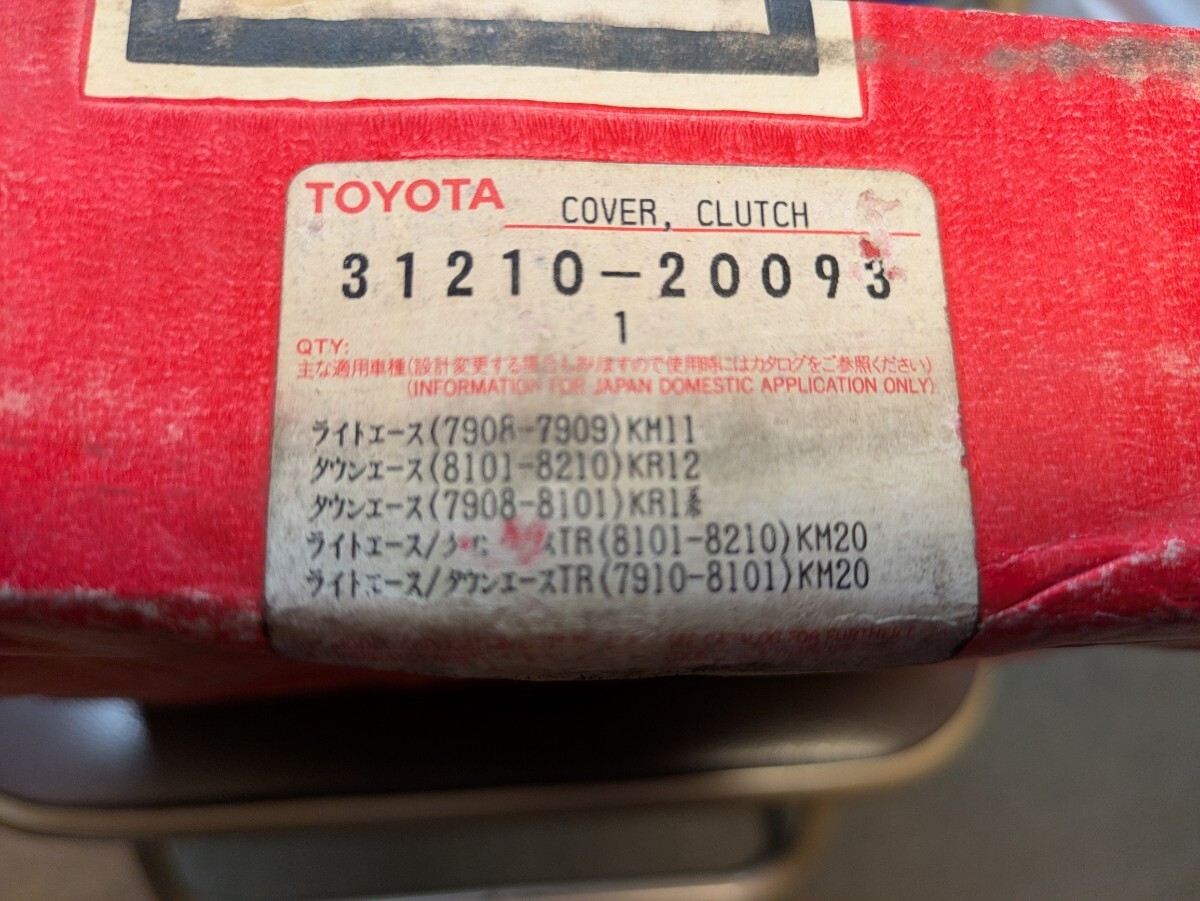 TOYOTA COVER, CLUTCH
31210-20093
QTY: 1
主な適用車種(設計変更する場合もありますので使用時にはカタログをご参照ください)
(INFORMATION FOR JAPAN DOMESTIC APPLICATION ONLY)
ライトエース(7908-7909)KM11
タウンエース(8101-8210)KR12
タウンエース(7908-8101)KR1系
ライトエース/ TR(8101-8210)KM20
ライトエース/タウンエースTR(7910-8101)KM20
CATALOG FOR FURTHER